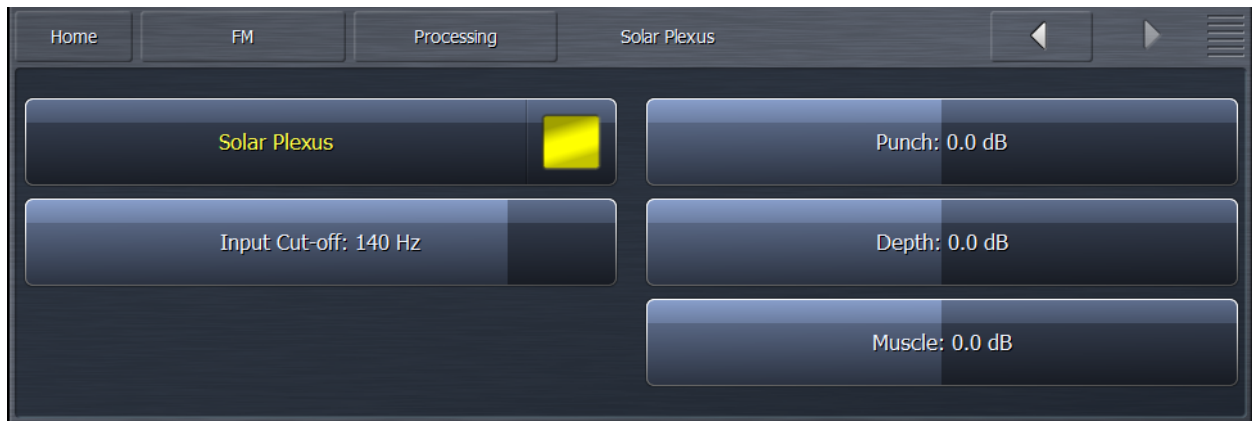 Home FM Processing Solar Plexus
Solar Plexus
Punch: 0.0 dB
Input Cut-off: 140 Hz
Depth: 0.0 dB
Muscle: 0.0 dB